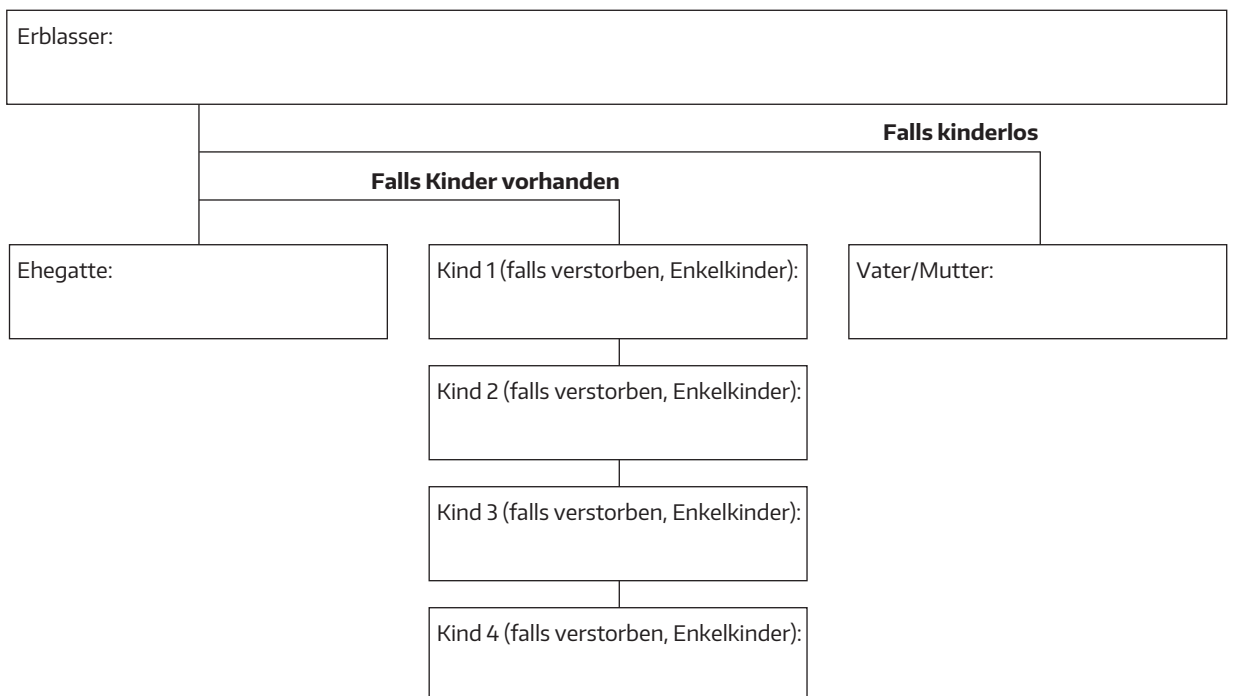 Erblasser:
Falls kinderlos
Falls Kinder vorhanden
Ehegatte:
Kind 1 (falls verstorben, Enkelkinder):
Vater/Mutter:
Kind 2 (falls verstorben, Enkelkinder):
Kind 3 (falls verstorben, Enkelkinder):
Kind 4 (falls verstorben, Enkelkinder):